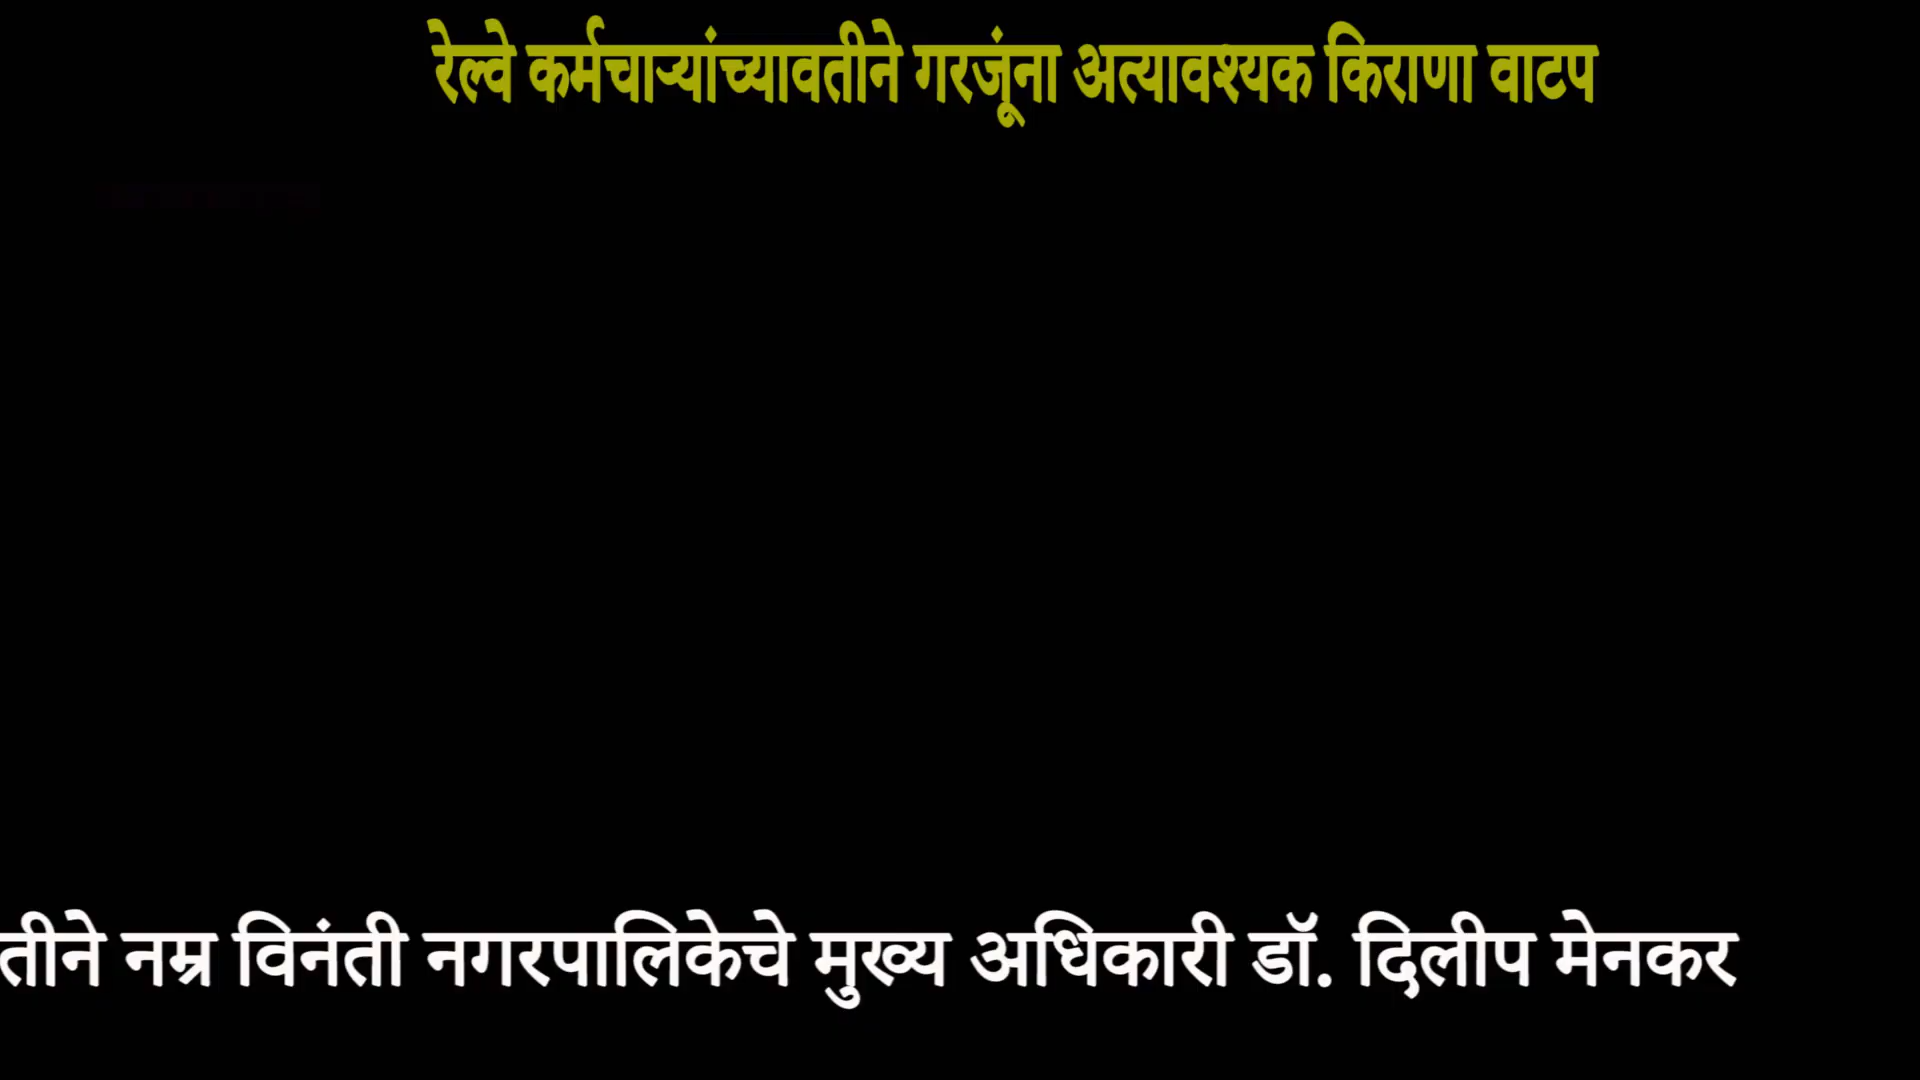 रेल्वे कर्मचाऱ्यांच्यावतीने गरजूंना अत्यावश्यक किराणा वाटप
तीने नम्र विनंती नगरपालिकेचे मुख्य अधिकारी डॉ. दिलीप मेनकर